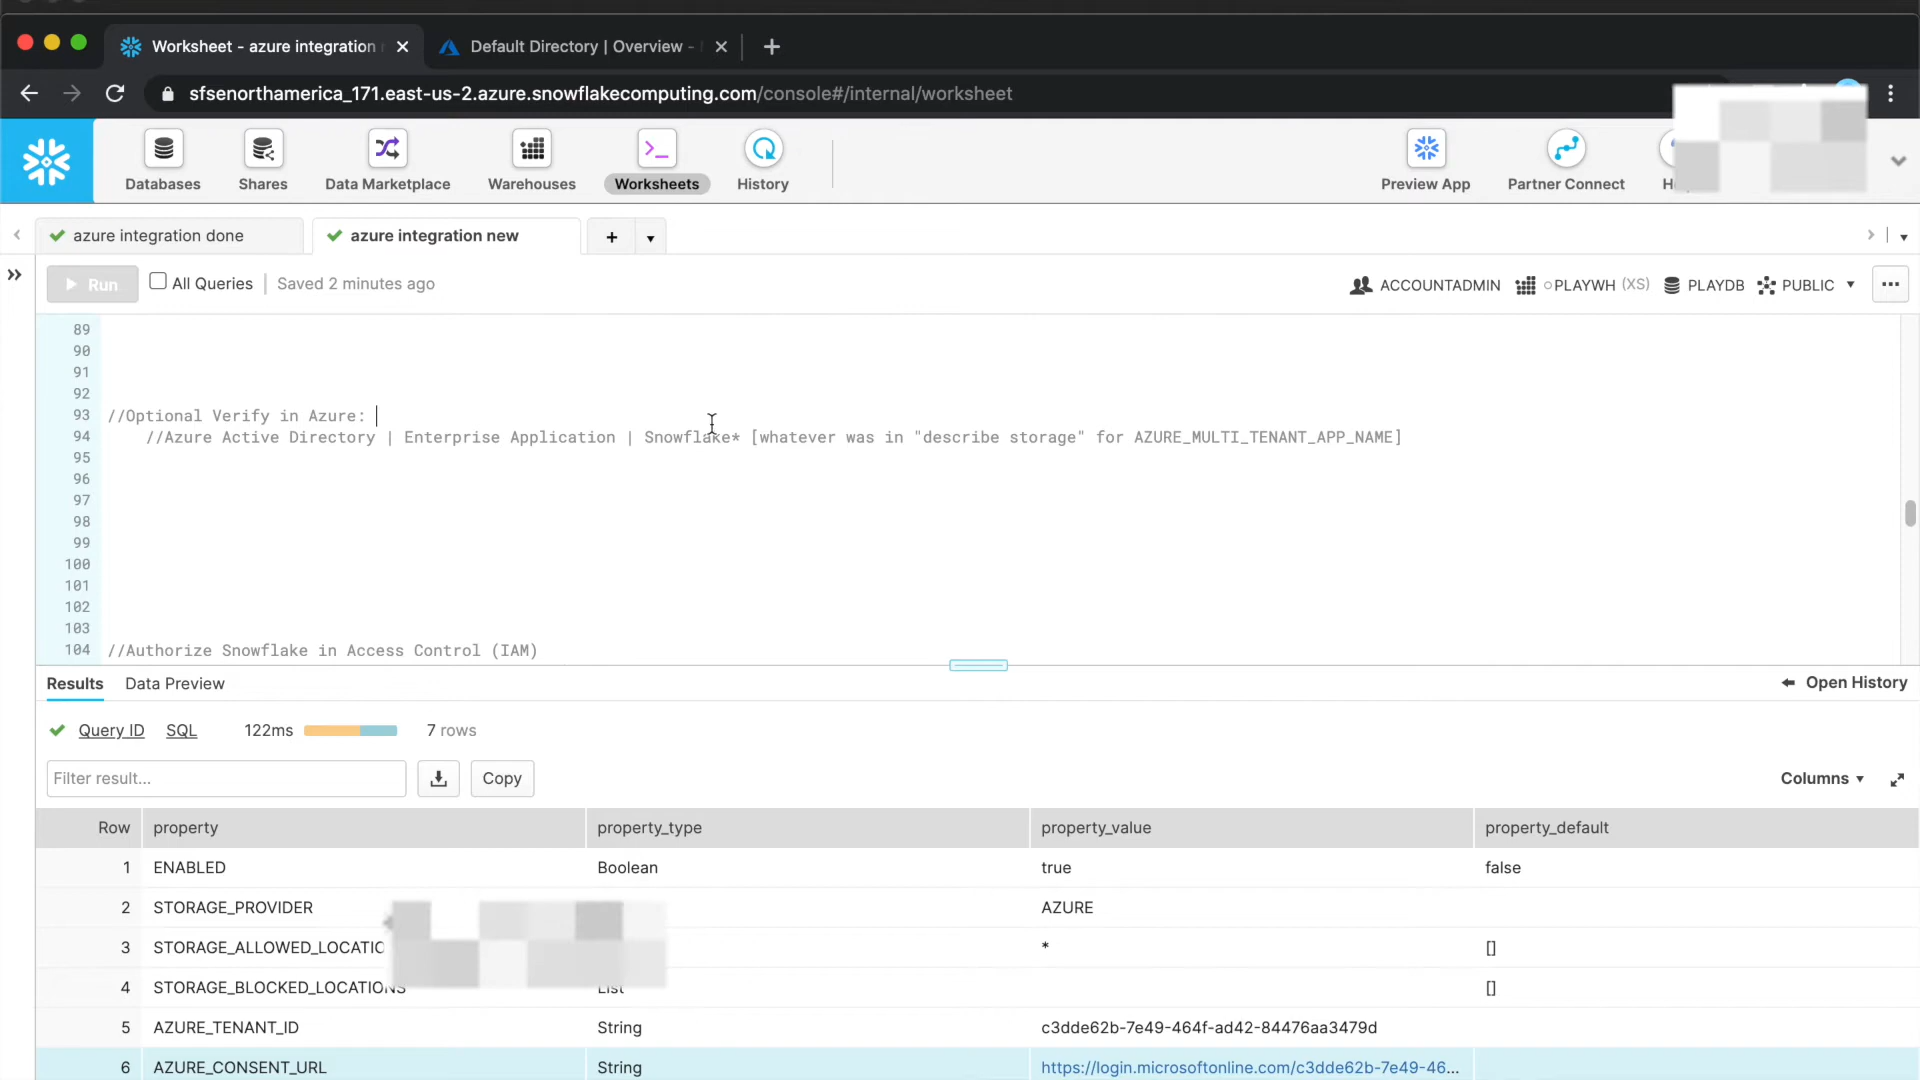 Worksheet - azure integration
Default Directory | Overview -
sfsenorthamerica_171.east-us-2.azure.snowflakecomputing.com/console#/internal/worksheet
Databases
Shares
Data Marketplace
Warehouses
Worksheets
History
Preview App
Partner Connect
azure integration done
azure integration new
Run
All Queries
Saved 2 minutes ago
ACCOUNTADMIN
PLAYWH (XS)
PLAYDB
PUBLIC
89
90
91
92
93 //Optional Verify in Azure:
94 //Azure Active Directory | Enterprise Application | Snowflake* [whatever was in "describe storage" for AZURE_MULTI_TENANT_APP_NAME]
95
96
97
98
99
100
101
102
103
104 //Authorize Snowflake in Access Control (IAM)
Results Data Preview
Open History
Query ID SQL 122ms 7 rows
Filter result... Copy
Columns
Row property property_type property_value property_default
1 ENABLED Boolean true false
2 STORAGE_PROVIDER AZURE
3 STORAGE_ALLOWED_LOCATIO * []
4 STORAGE_BLOCKED_LOCATIONS List []
5 AZURE_TENANT_ID String c3dde62b-7e49-464f-ad42-84476aa3479d
6 AZURE_CONSENT_URL String https://login.microsoftonline.com/c3dde62b-7e49-46...